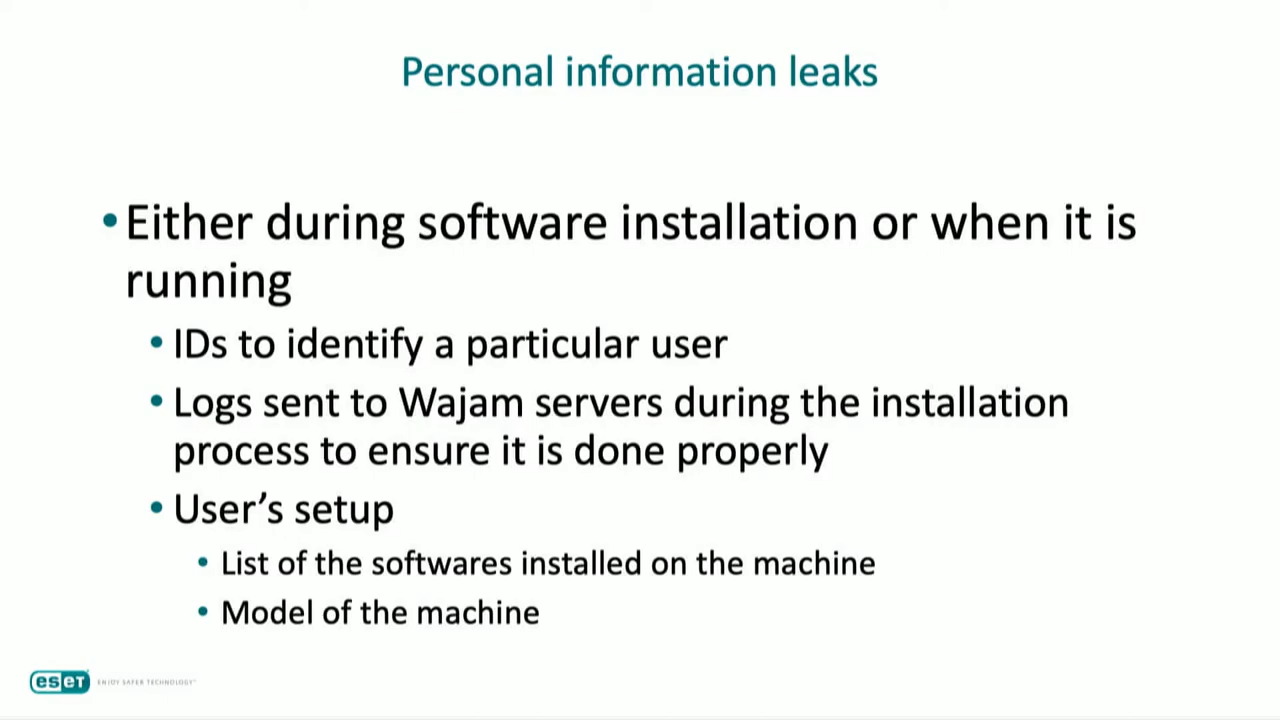 Personal information leaks
• Either during software installation or when it is
running
• IDs to identify a particular user
• Logs sent to Wajam servers during the installation
process to ensure it is done properly
• User’s setup
• List of the softwares installed on the machine
• Model of the machine
eseT ENJOY SAFER TECHNOLOGY™